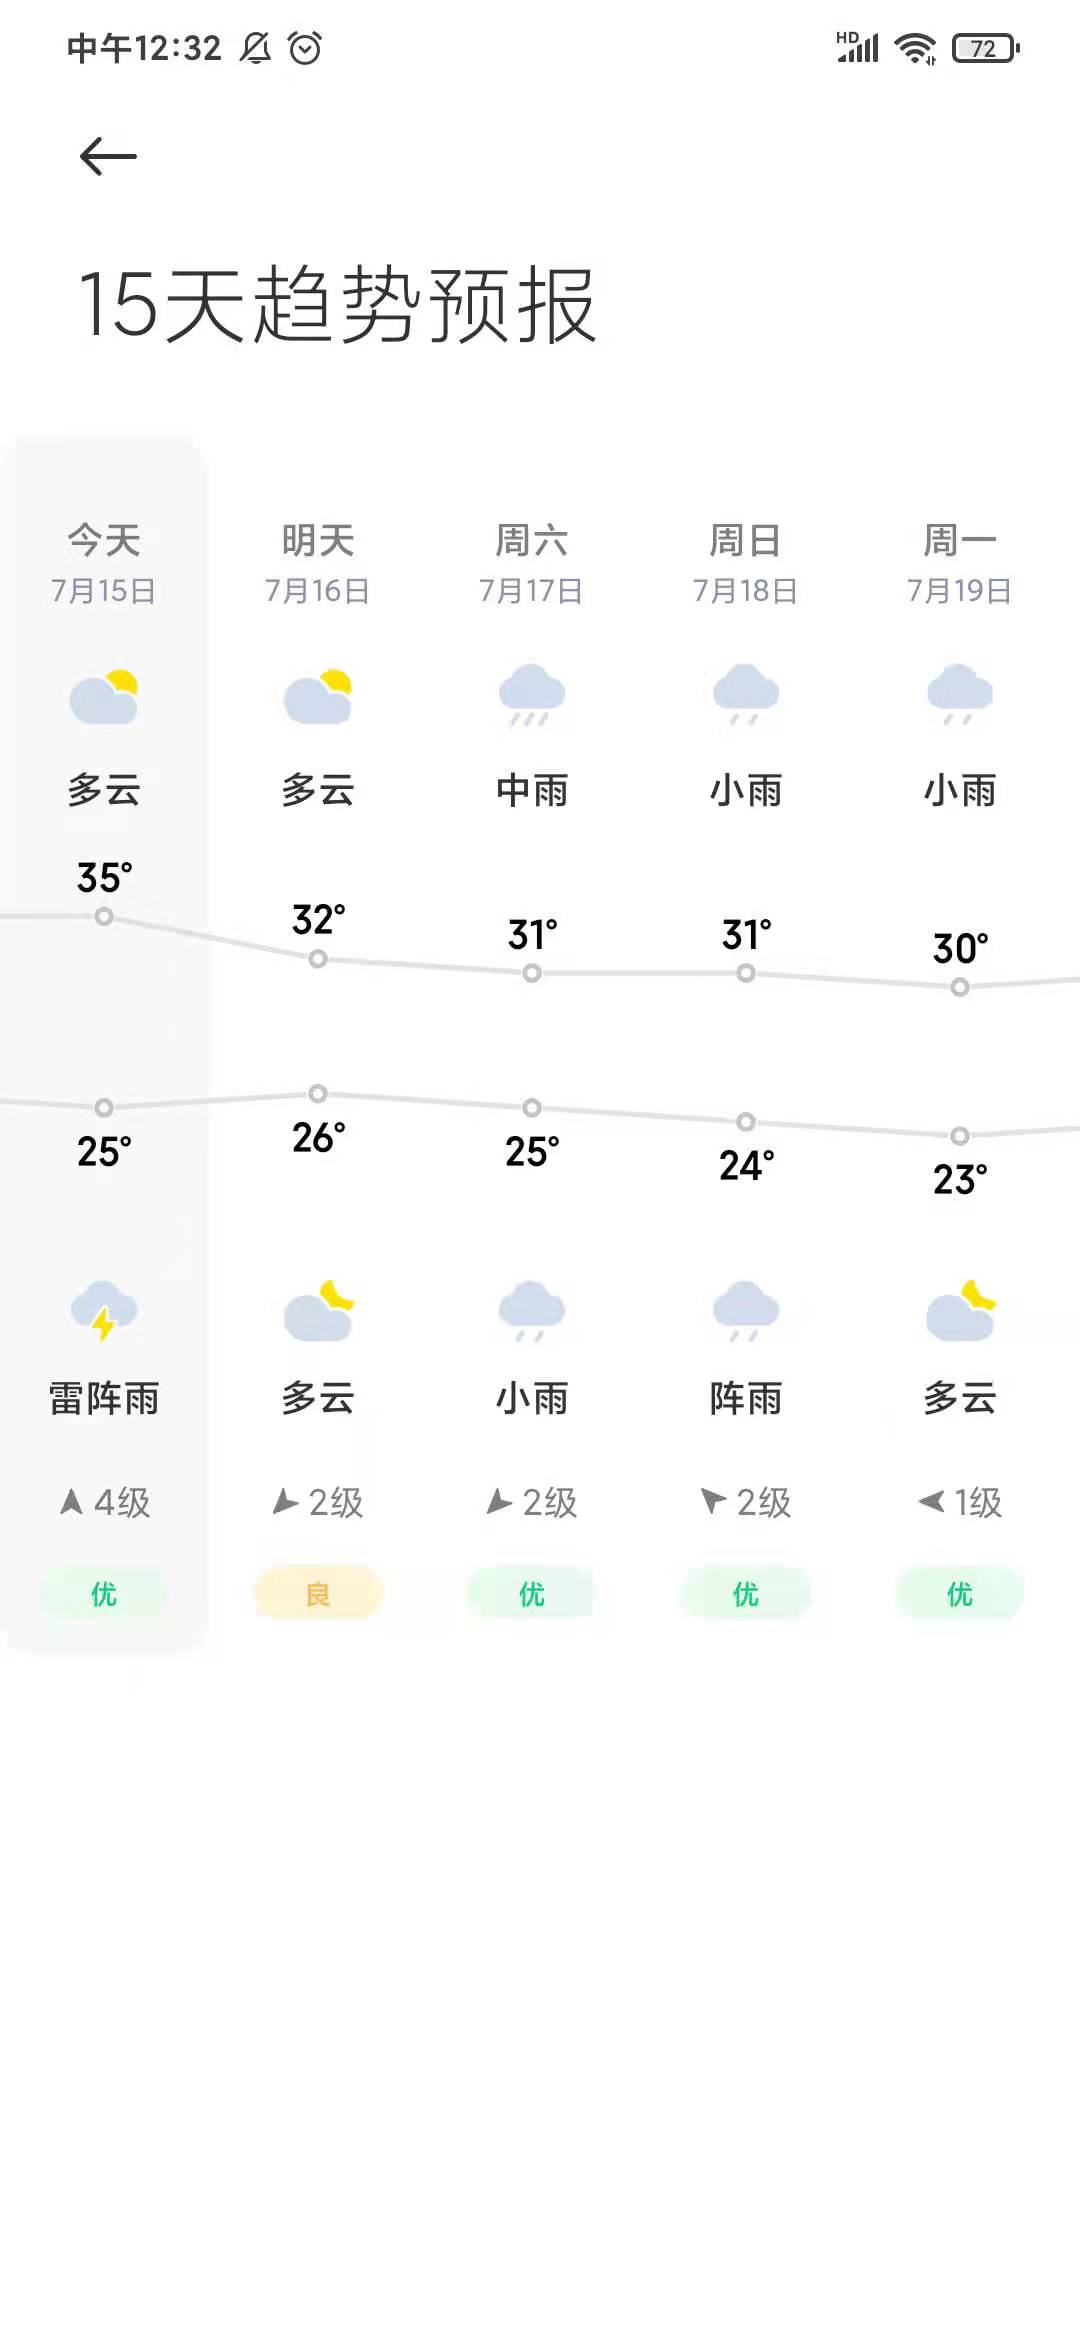 中午12:32 HD 72
15天趋势预报
今天 明天 周六 周日 周一
7月15日 7月16日 7月17日 7月18日 7月19日
多云 多云 中雨 小雨 小雨
35° 32° 31° 31° 30°
25° 26° 25° 24° 23°
雷阵雨 多云 小雨 阵雨 多云
4级 2级 2级 2级 1级
优 良 优 优 优